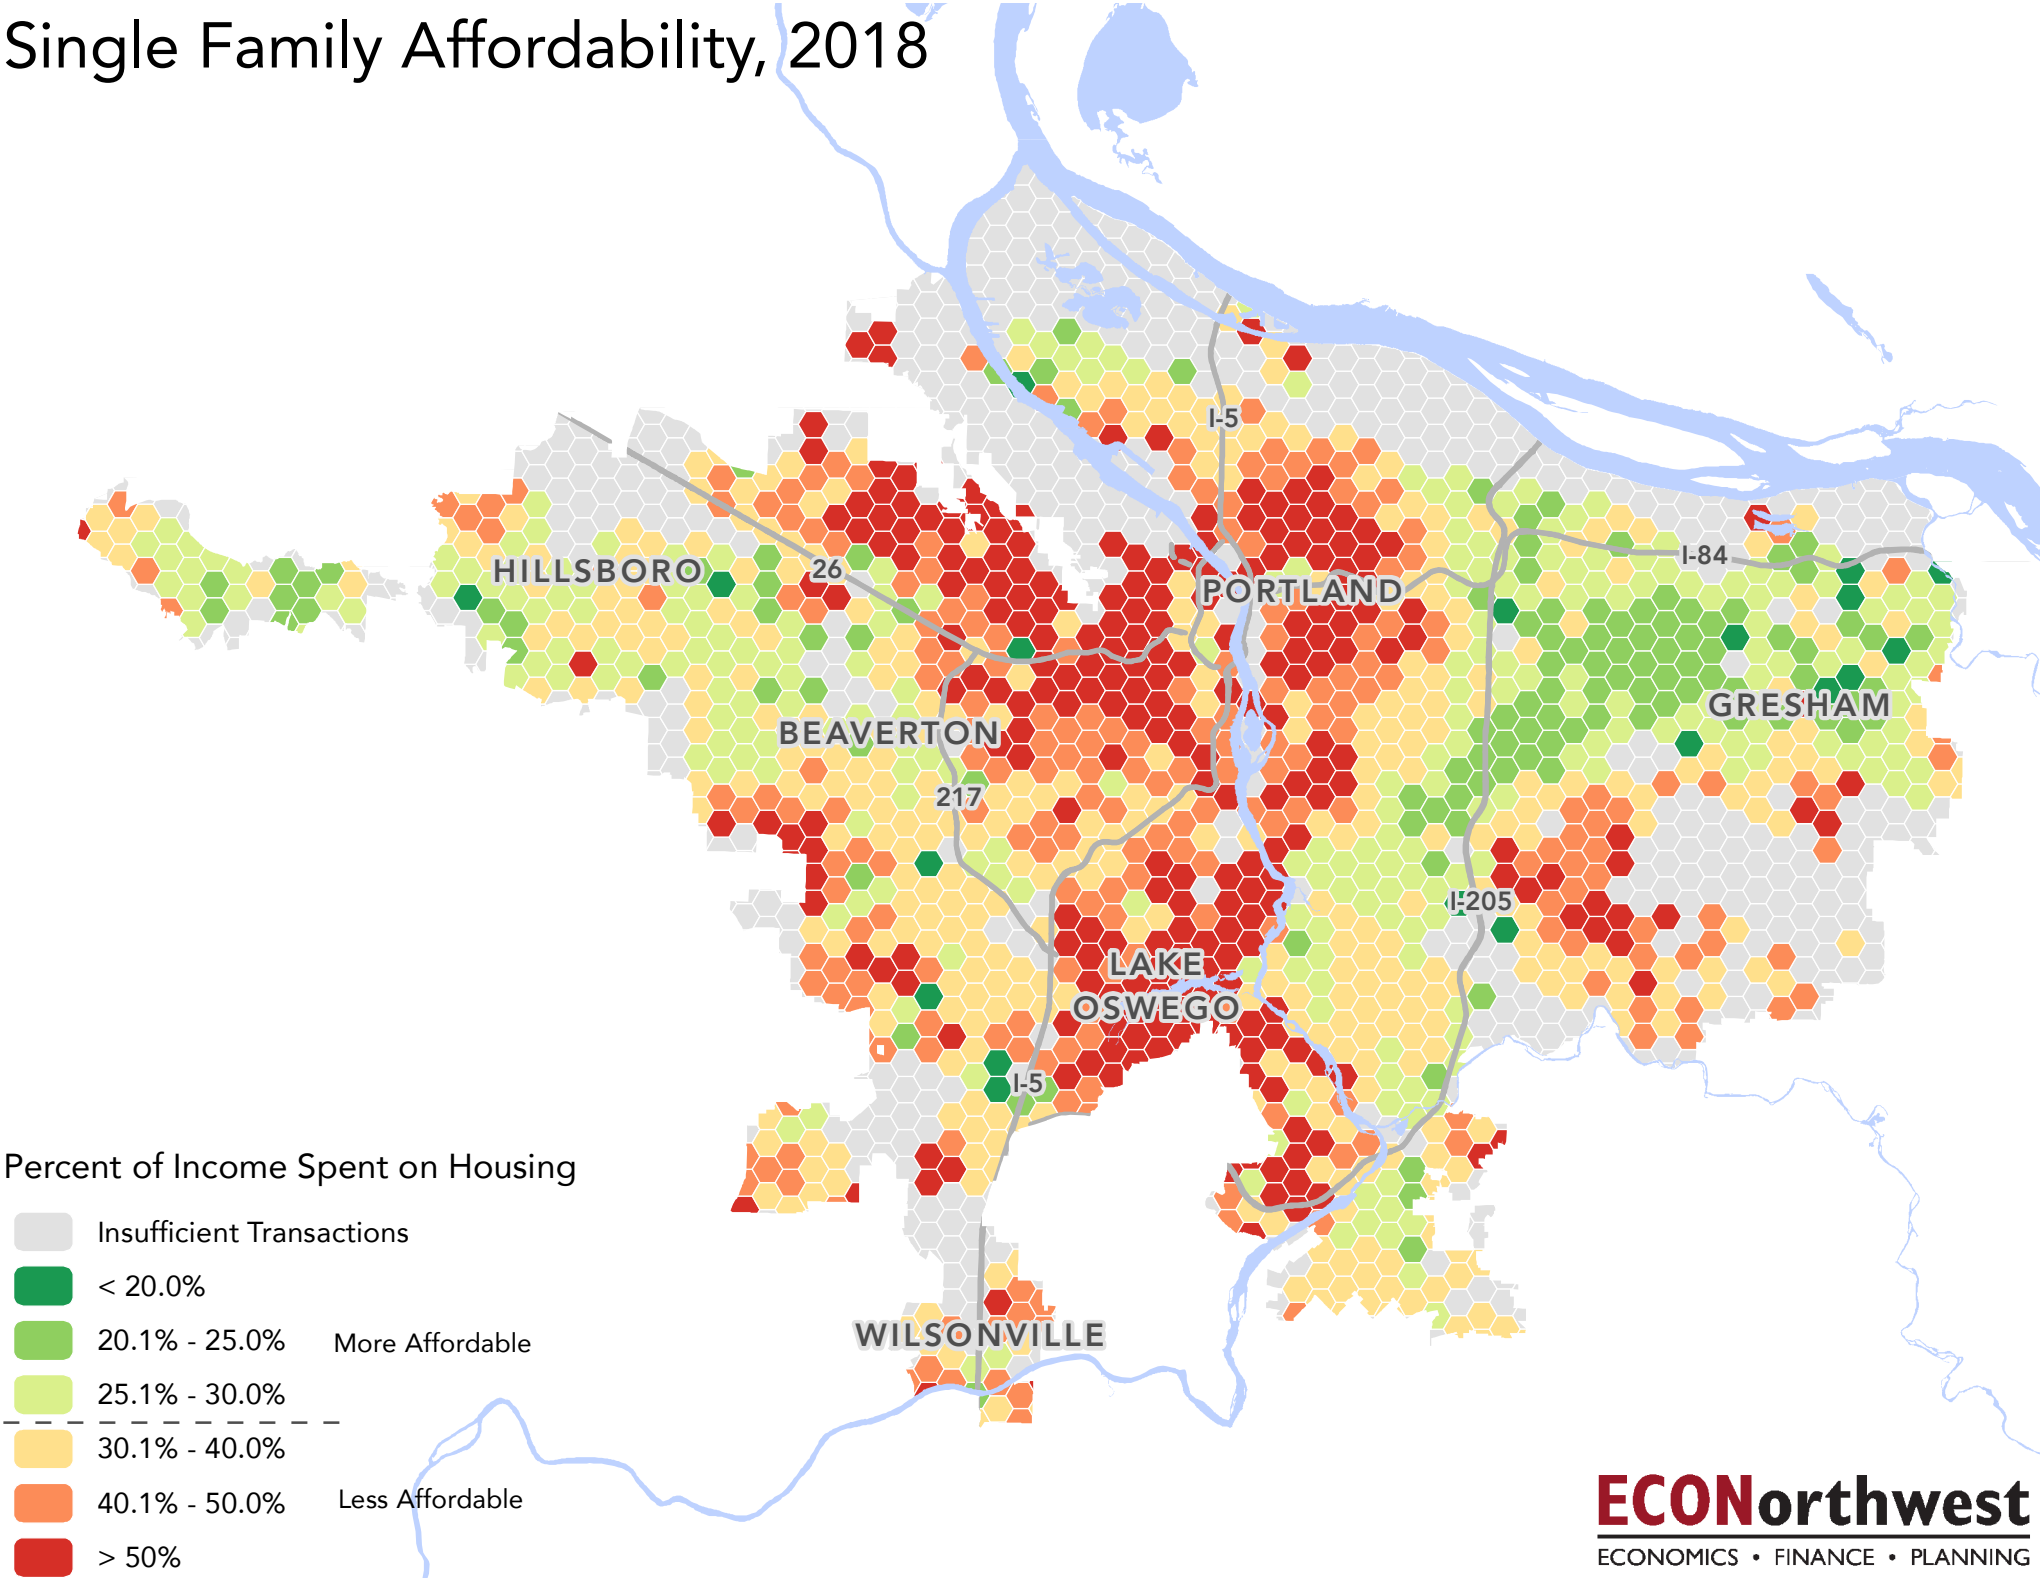 Single Family Affordability, 2018
I-5
HILLSBORO
26
I-84
PORTLAND
GRESHAM
BEAVERTON
217
I-205
LAKE
OSWEGO
I-5
WILSONVILLE
Percent of Income Spent on Housing
Insufficient Transactions
< 20.0%
20.1% - 25.0% More Affordable
25.1% - 30.0%
30.1% - 40.0%
40.1% - 50.0% Less Affordable
> 50%
ECONorthwest
ECONOMICS • FINANCE • PLANNING